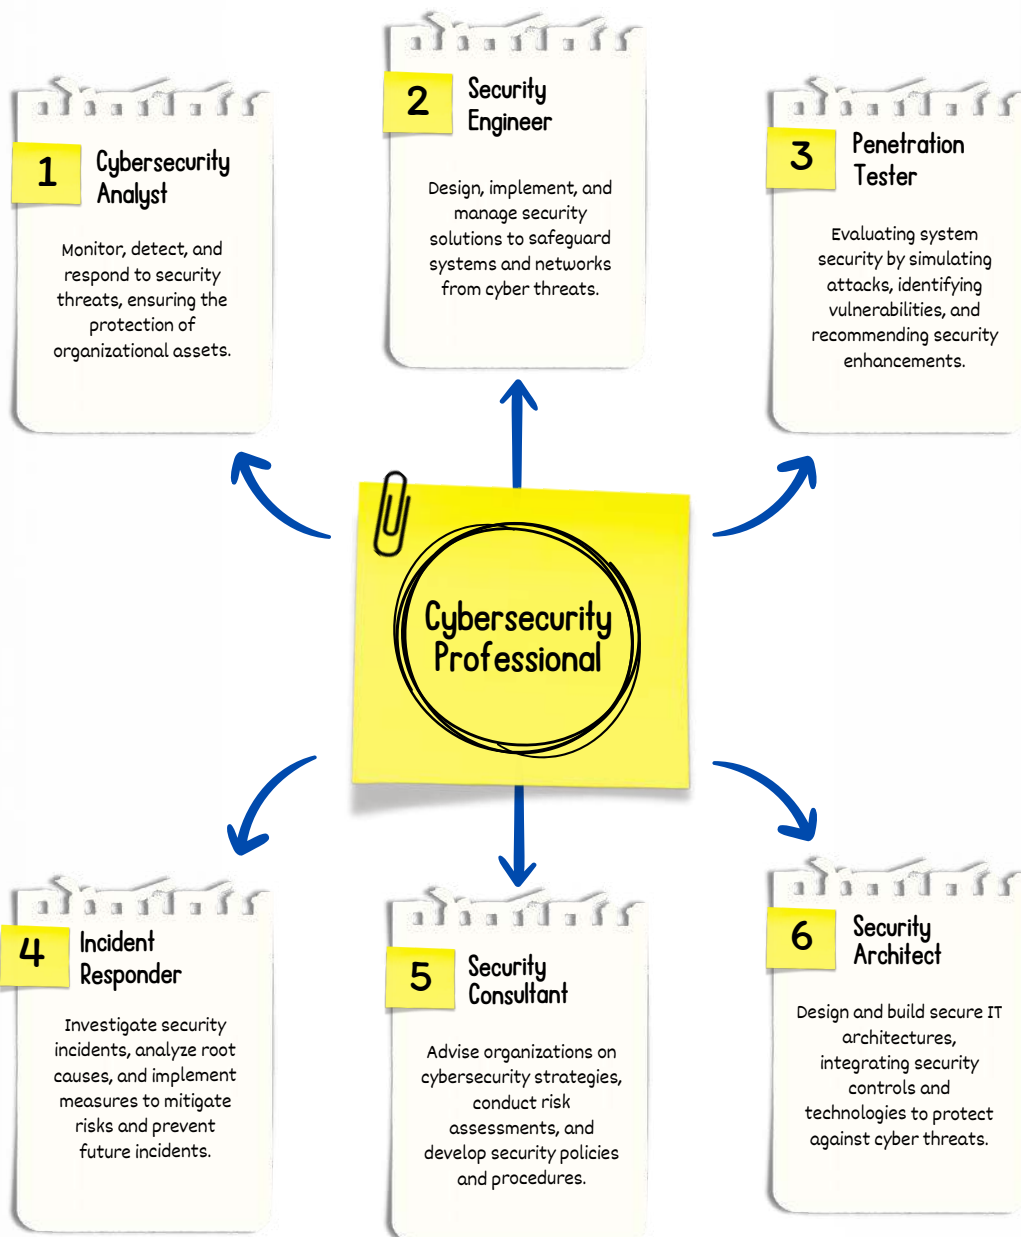 1
Cybersecurity
Analyst
Monitor, detect, and
respond to security
threats, ensuring the
protection of
organizational assets.
2
Security
Engineer
Design, implement, and
manage security
solutions to safeguard
systems and networks
from cyber threats.
3
Penetration
Tester
Evaluating system
security by simulating
attacks, identifying
vulnerabilities, and
recommending security
enhancements.
Cybersecurity
Professional
4
Incident
Responder
Investigate security
incidents, analyze root
causes, and implement
measures to mitigate
risks and prevent
future incidents.
5
Security
Consultant
Advise organizations on
cybersecurity strategies,
conduct risk
assessments, and
develop security policies
and procedures.
6
Security
Architect
Design and build secure IT
architectures,
integrating security
controls and
technologies to protect
against cyber threats.